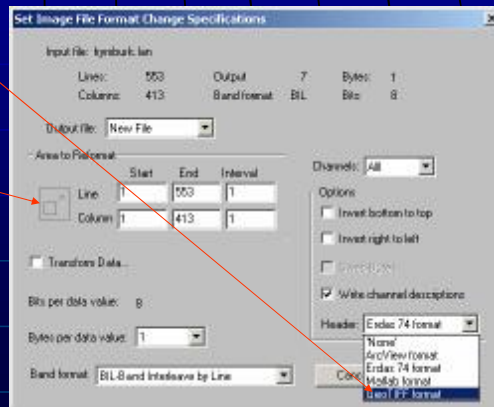 Set Image File Format Change Specifications
Input file: kymburk.lan
Lines: 553 Output 7 Bytes: 1
Columns: 413 Band format: BIL Bits: 8
Output file: New File
Area to Reformat
Start End Interval
Line 1 553 1
Column 1 413 1
Channels: All
Options
Invert bottom to top
Invert right to left
Write channel descriptions
Transform Data...
Bits per data value: 8
Header: Erdas 74 format
Bytes per data value: 1
'None'
ArcView format
Erdas 74 format
Matlab format
GeoTIFF format
Band format: BIL-Band Interleave by Line